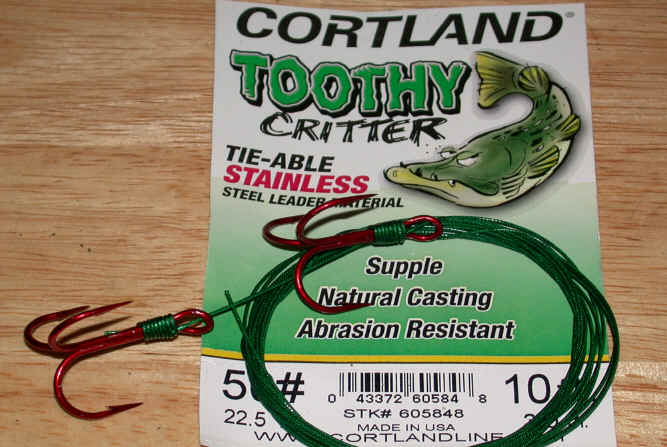 CORTLAND®
TOOTHY
CRITTER
TIE-ABLE
STAINLESS
STEEL LEADER MATERIAL
Supple
Natural Casting
Abrasion Resistant
50# 10
22.5
0 43372 60584 8
STK# 605848
MADE IN USA
CORTLANDLINE